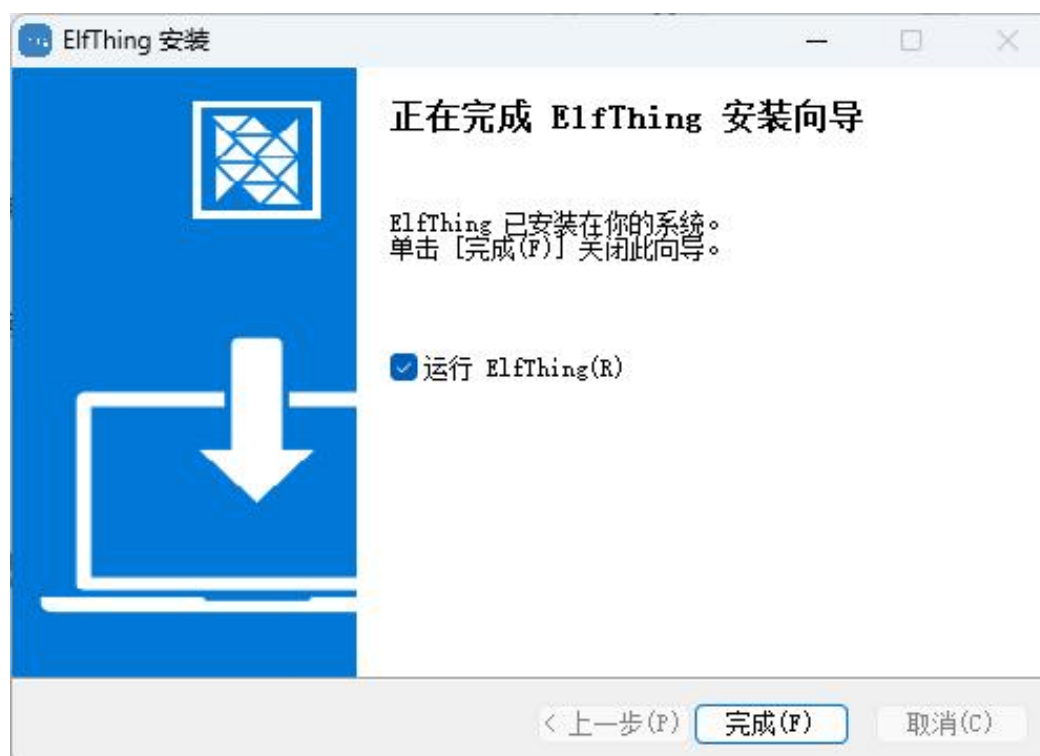 ElfThing 安装
正在完成 ElfThing 安装向导
ElfThing 已安装在你的系统。
单击 [完成(F)] 关闭此向导。
运行 ElfThing(R)
< 上一步(P)
完成(F)
取消(C)